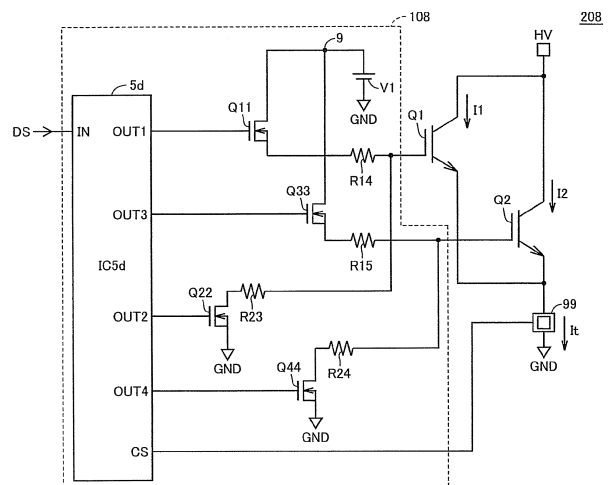 108
208
9
HV
5d
V1
Q11
GND
Q1
I1
DS
IN
OUT1
R14
Q33
Q2
I2
OUT3
R15
IC5d
Q22
R23
99
OUT2
It
GND
R24
GND
Q44
OUT4
GND
CS